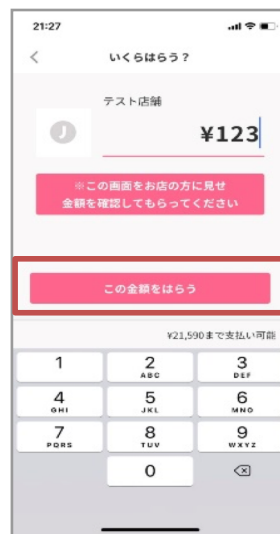 21:27
いくらはらう？
テスト店舗
J
¥123
※この画面をお店の方に見せ
金額を確認してもらってください
この金額をはらう
¥21,590まで支払い可能
1
2
ABC
3
DEF
4
GHI
5
JKL
6
MNO
7
PQRS
8
TUV
9
WXYZ
0